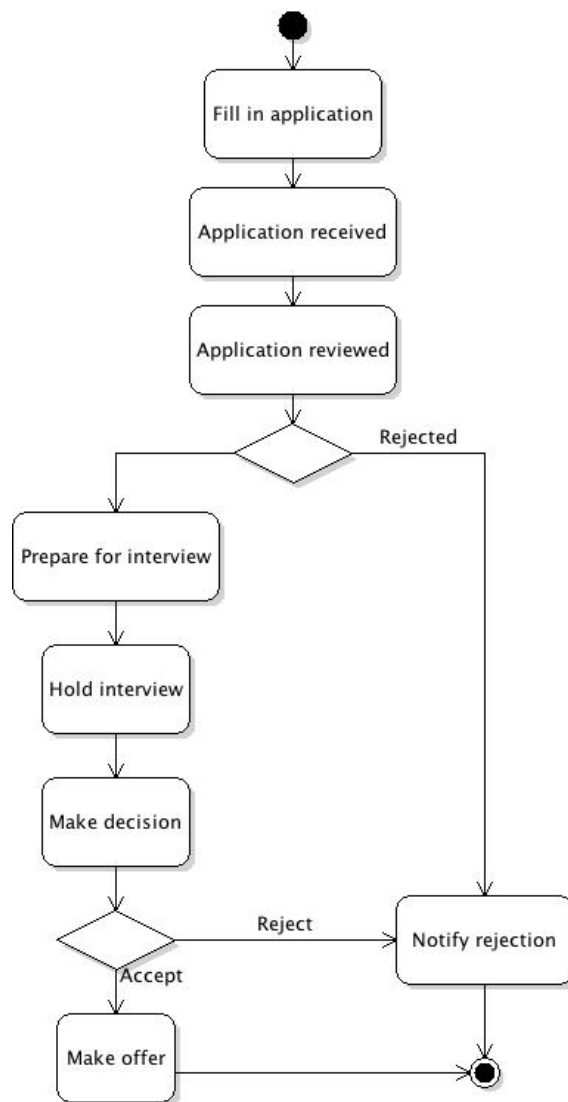 Fill in application
Application received
Application reviewed
Rejected
Prepare for interview
Hold interview
Make decision
Reject
Notify rejection
Accept
Make offer